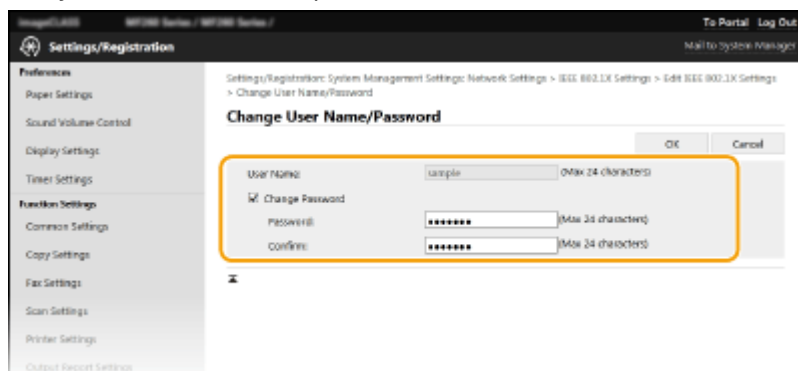 To Portal Log Out
Settings/Registration
Mail to System Manager
Preferences
Paper Settings
Sound Volume Control
Display Settings
Timer Settings
Function Settings
Common Settings
Copy Settings
Fax Settings
Scan Settings
Printer Settings
Output Report Settings
Settings/Registration: System Management Settings: Network Settings > IEEE 802.1X Settings > Edit IEEE 802.1X Settings
> Change User Name/Password
Change User Name/Password
OK Cancel
User Name: sample (Max 24 characters)
Change Password
Password: ••••••• (Max 24 characters)
Confirm: ••••••• (Max 24 characters)